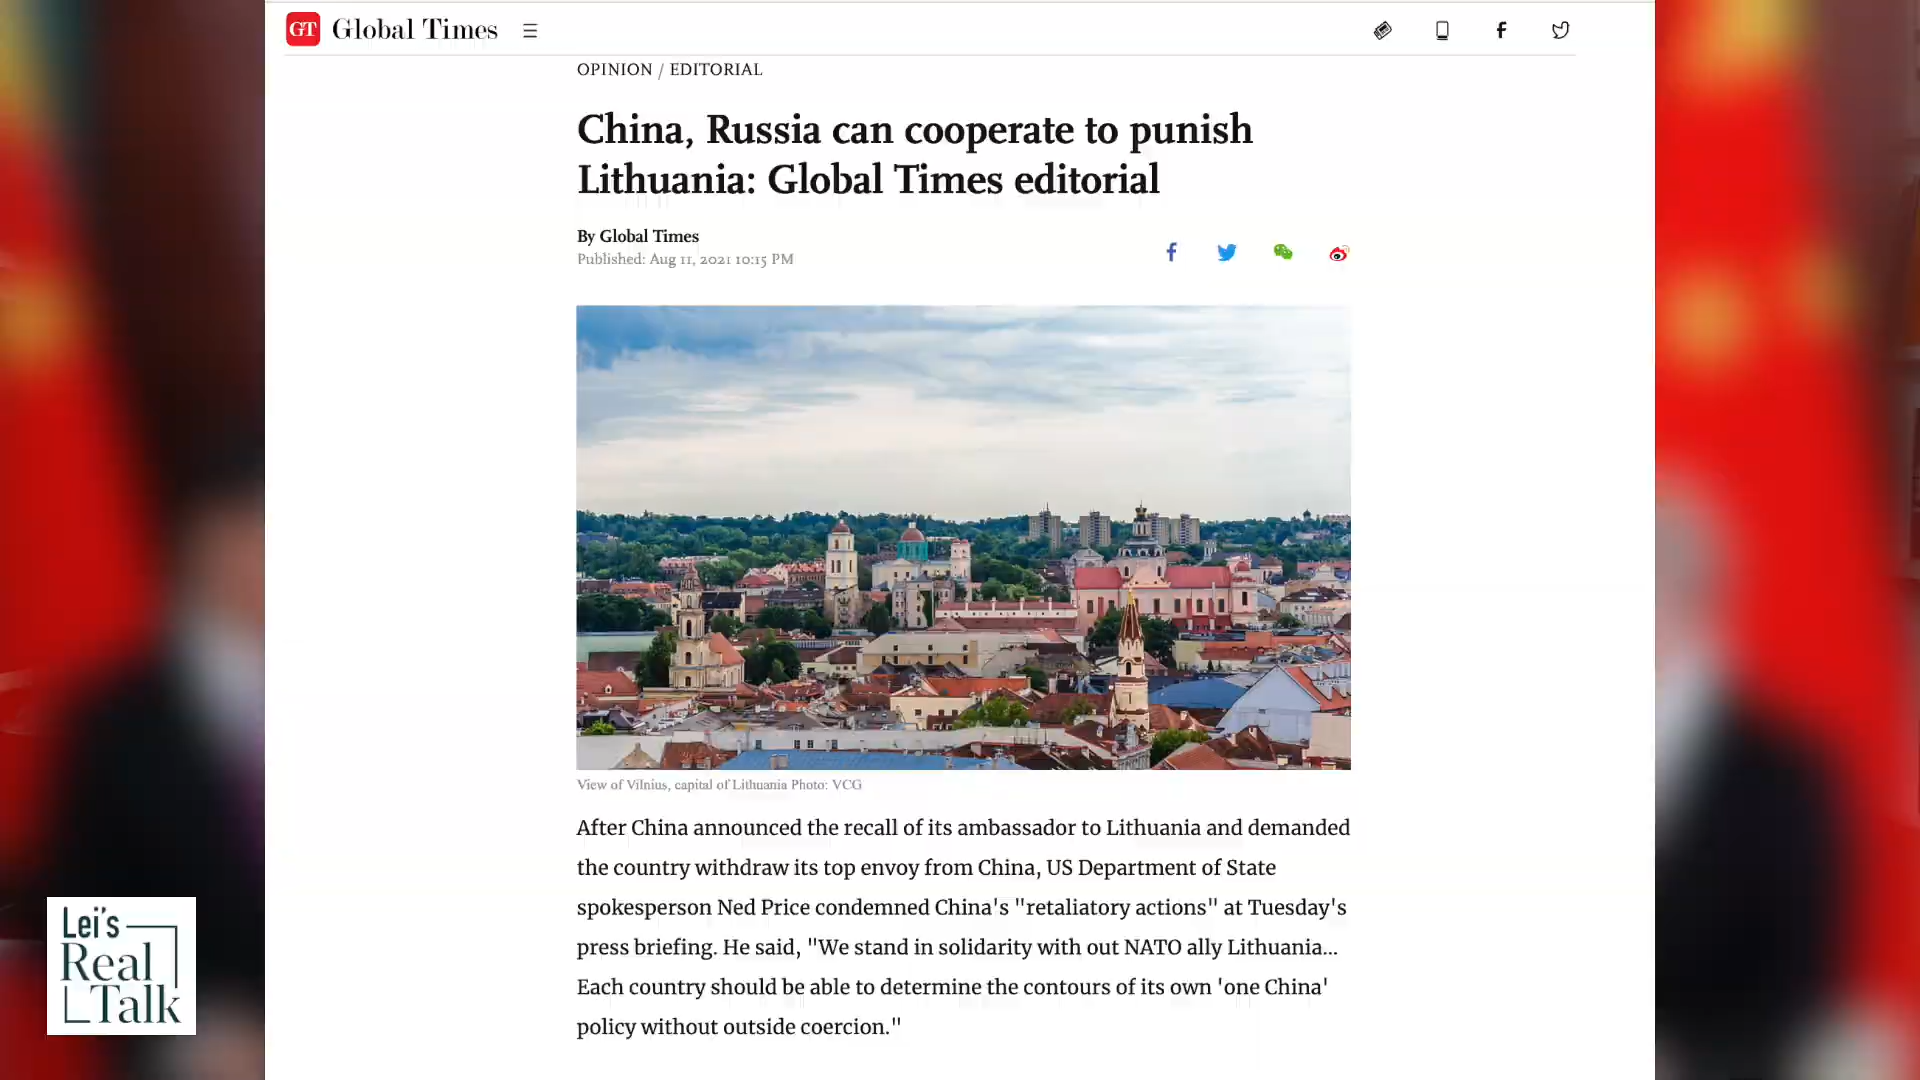 GT Global Times
OPINION / EDITORIAL
China, Russia can cooperate to punish
Lithuania: Global Times editorial
By Global Times
Published: Aug 11, 2021 10:15 PM
View of Vilnius, capital of Lithuania Photo: VCG
After China announced the recall of its ambassador to Lithuania and demanded
the country withdraw its top envoy from China, US Department of State
spokesperson Ned Price condemned China's "retaliatory actions" at Tuesday's
press briefing. He said, "We stand in solidarity with out NATO ally Lithuania...
Each country should be able to determine the contours of its own 'one China'
policy without outside coercion."
Lei's
Real
Talk